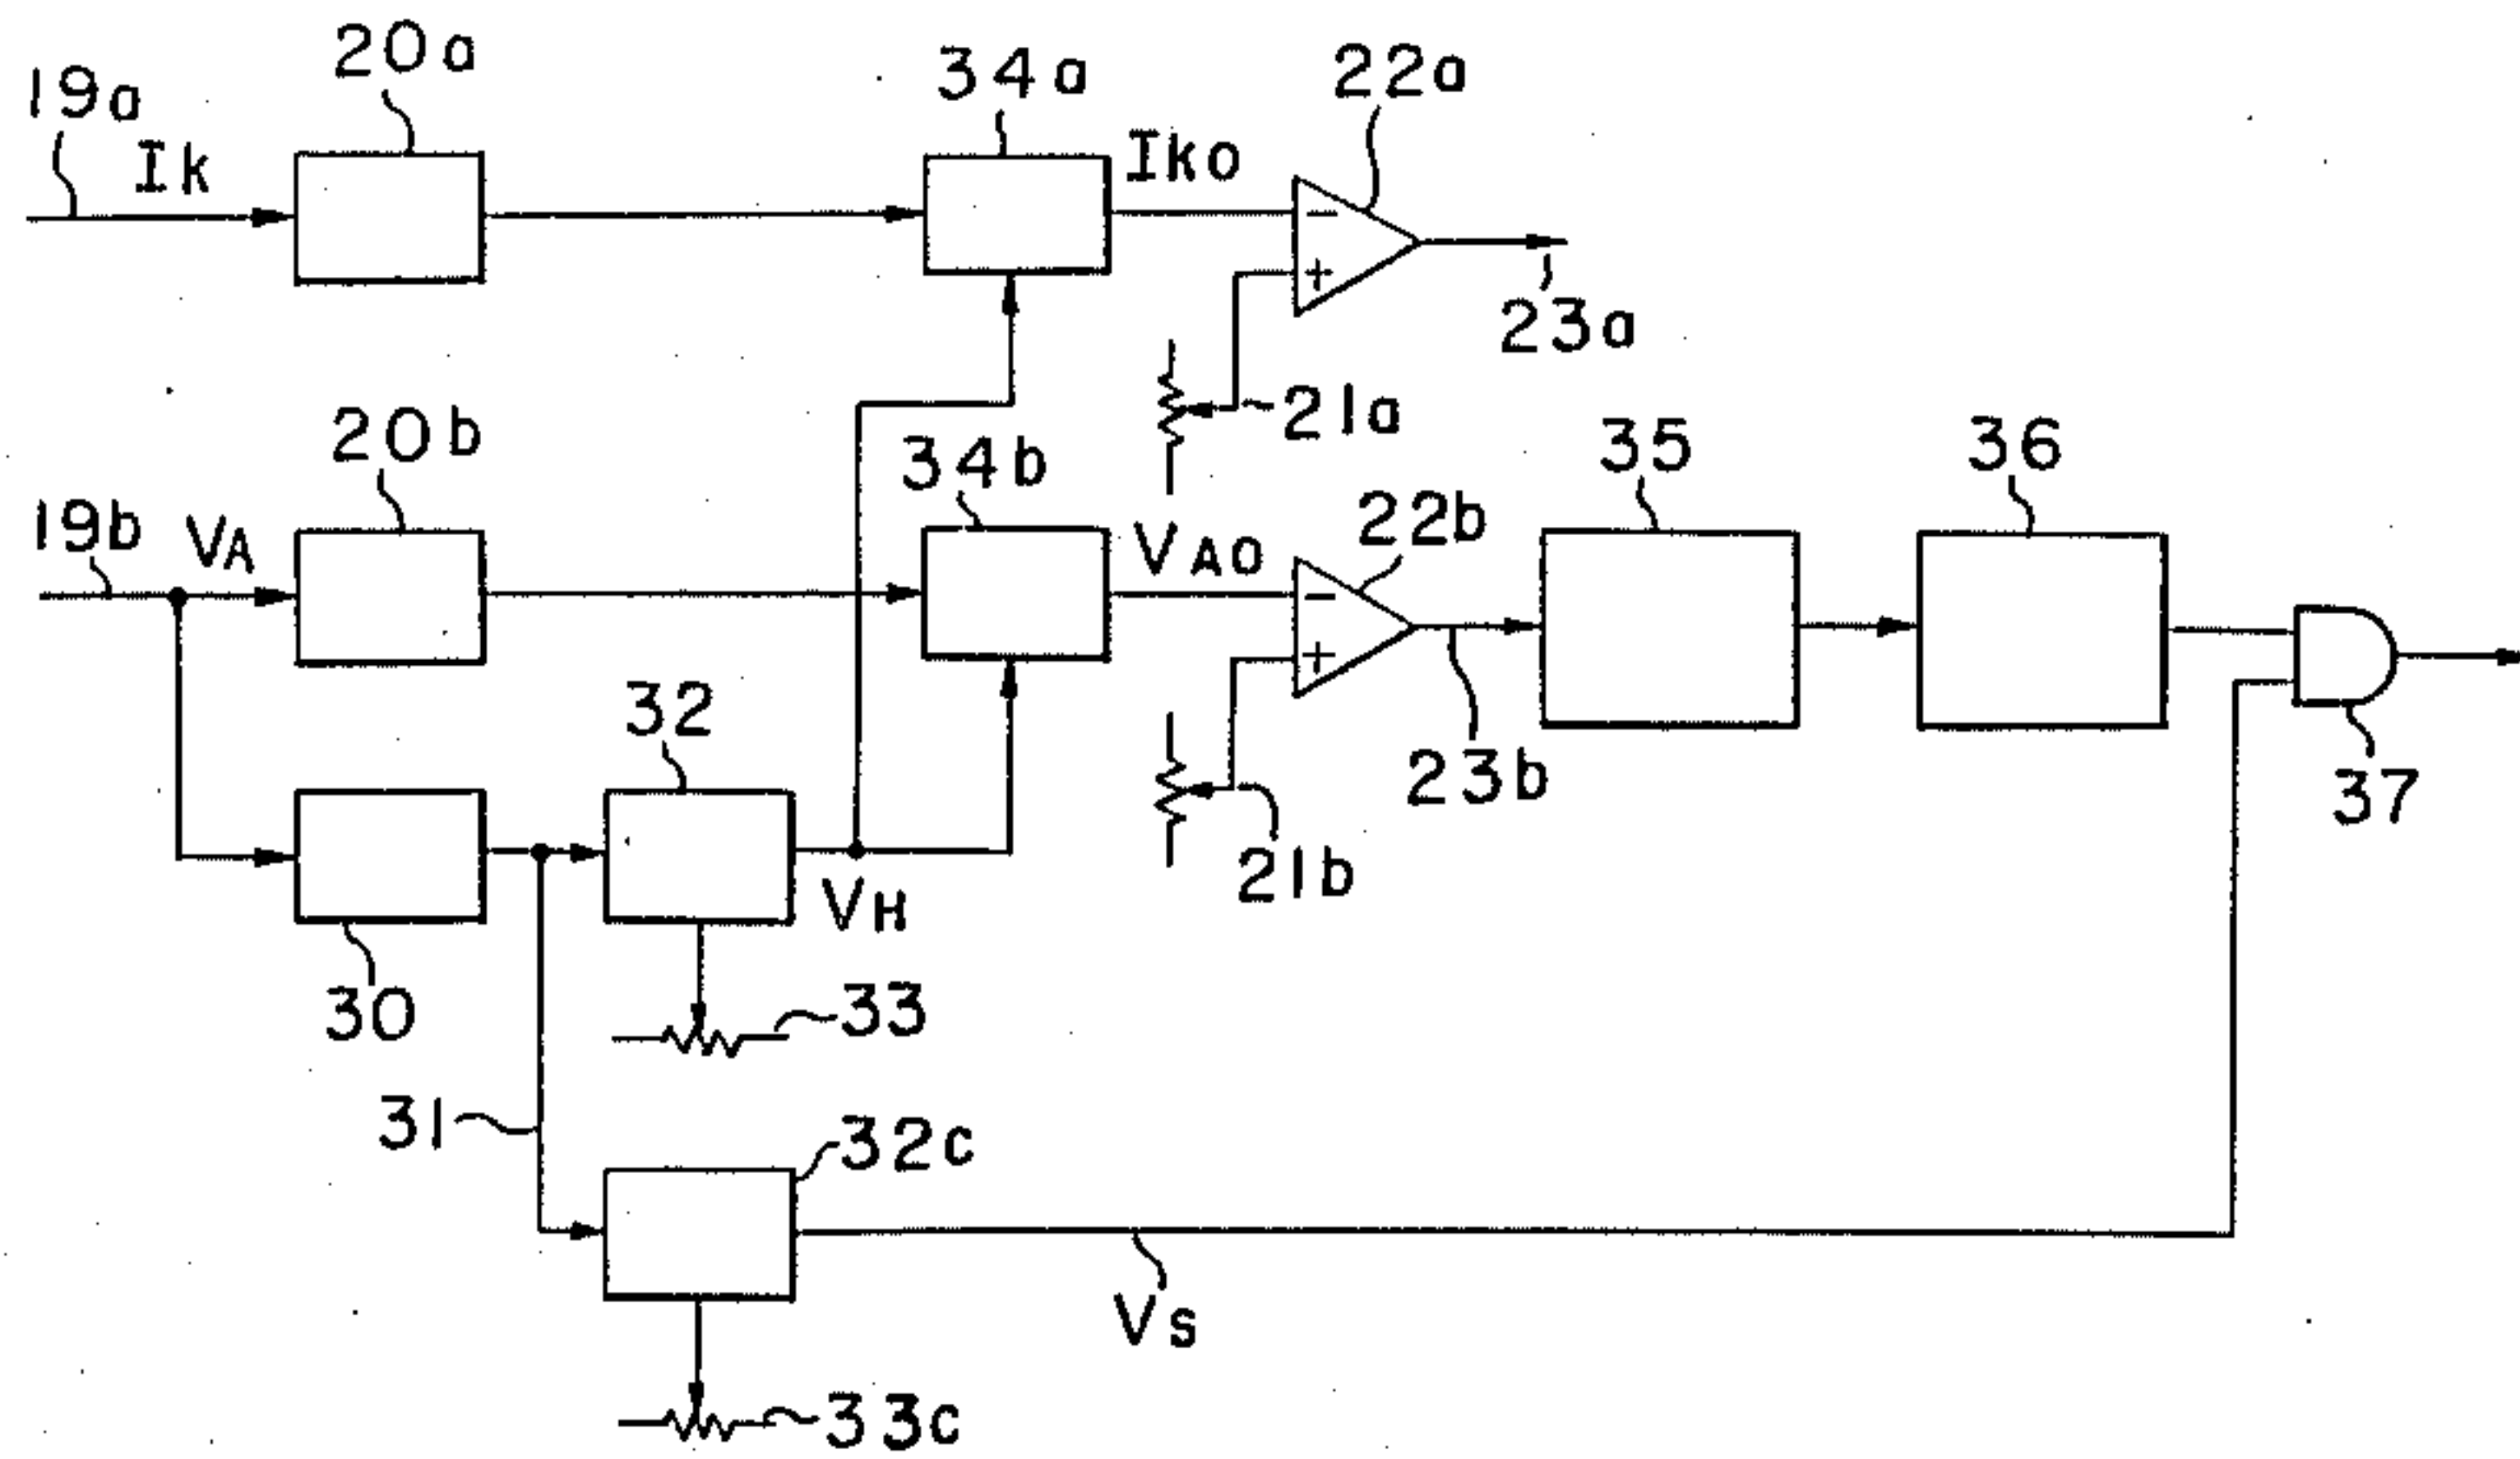 19a
Ik
20a
34a
Iko
22a
23a
21a
19b
VA
20b
34b
VAO
22b
35
36
23b
21b
37
32
VH
30
33
31
32c
Vs
33c
−
+
−
+